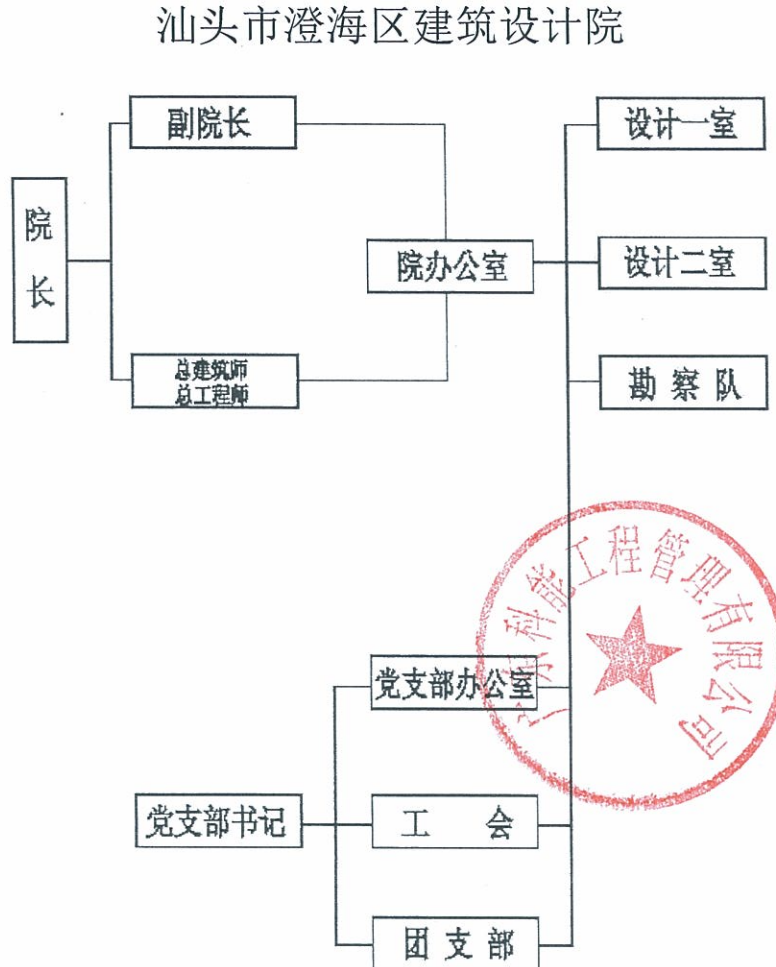 汕头市澄海区建筑设计院
副院长
设计一室
院长
院办公室
设计二室
总建筑师
总工程师
勘察队
广东科能工程管理有限公司
党支部办公室
党支部书记
工会
团支部